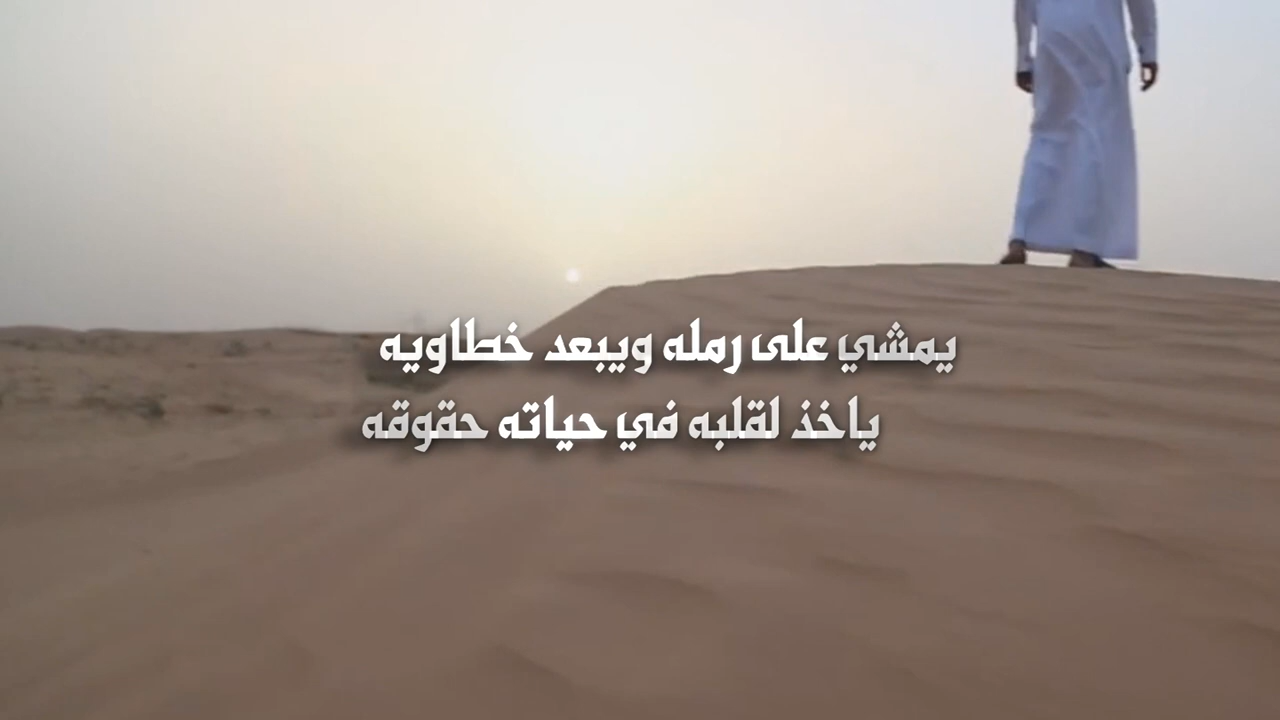 يمشي على رمله ويبعد خطاويه
ياخذ لقلبه في حياته حقوقه